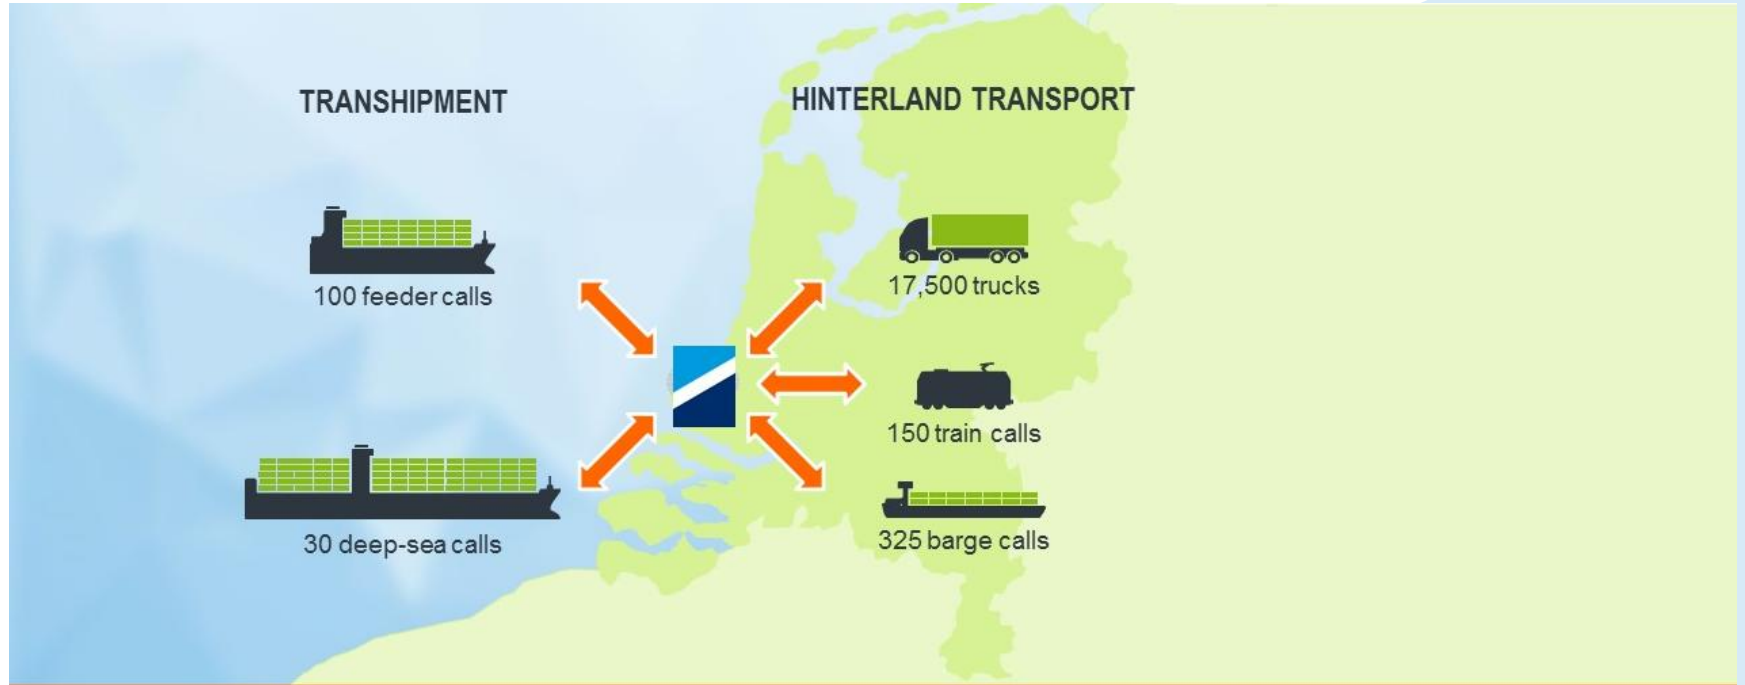 TRANSHIPMENT
HINTERLAND TRANSPORT
100 feeder calls
17,500 trucks
150 train calls
30 deep-sea calls
325 barge calls